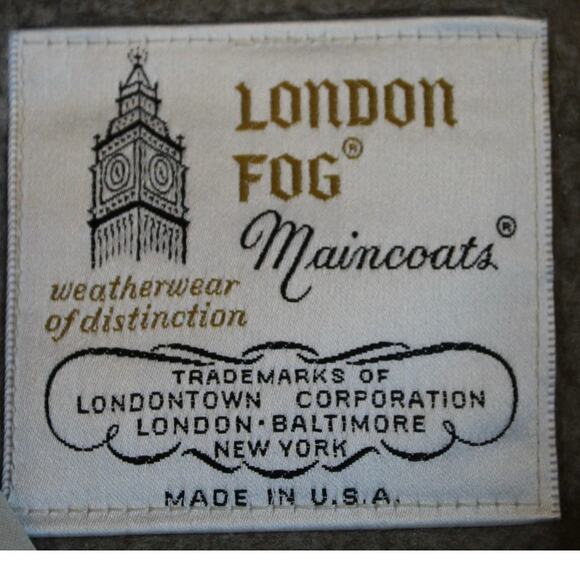 LONDON
FOG®
Maincoats®
weatherwear
of distinction
TRADEMARKS OF
LONDONTOWN CORPORATION
LONDON·BALTIMORE
NEW YORK
MADE IN U.S.A.